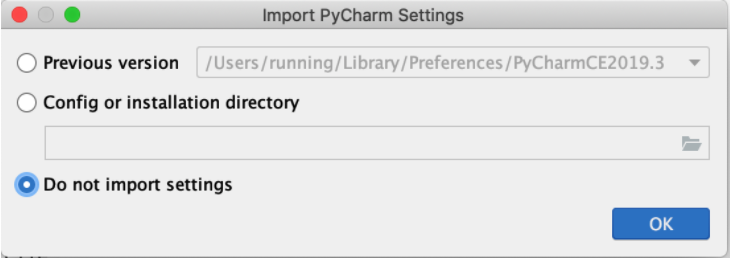 Import PyCharm Settings
Previous version /Users/running/Library/Preferences/PyCharmCE2019.3
Config or installation directory
Do not import settings
OK